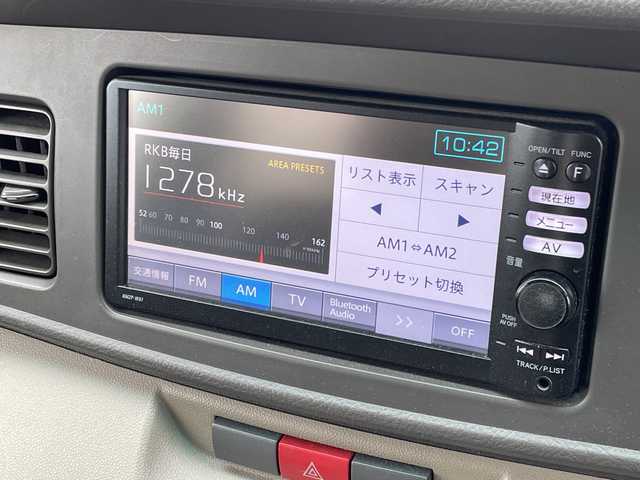 AM1
10:42
RKB毎日
AREA PRESETS
1278 kHz
52 60 70 80 90 100 120 140 162
リスト表示
スキャン
◀
▶
AM1⇔AM2
プリセット切換
交通情報
FM
AM
TV
Bluetooth
Audio
>>
OFF
OPEN/TILT
FUNC
F
現在地
メニュー
AV
音量
PUSH
AV OFF
TRACK/P.LIST